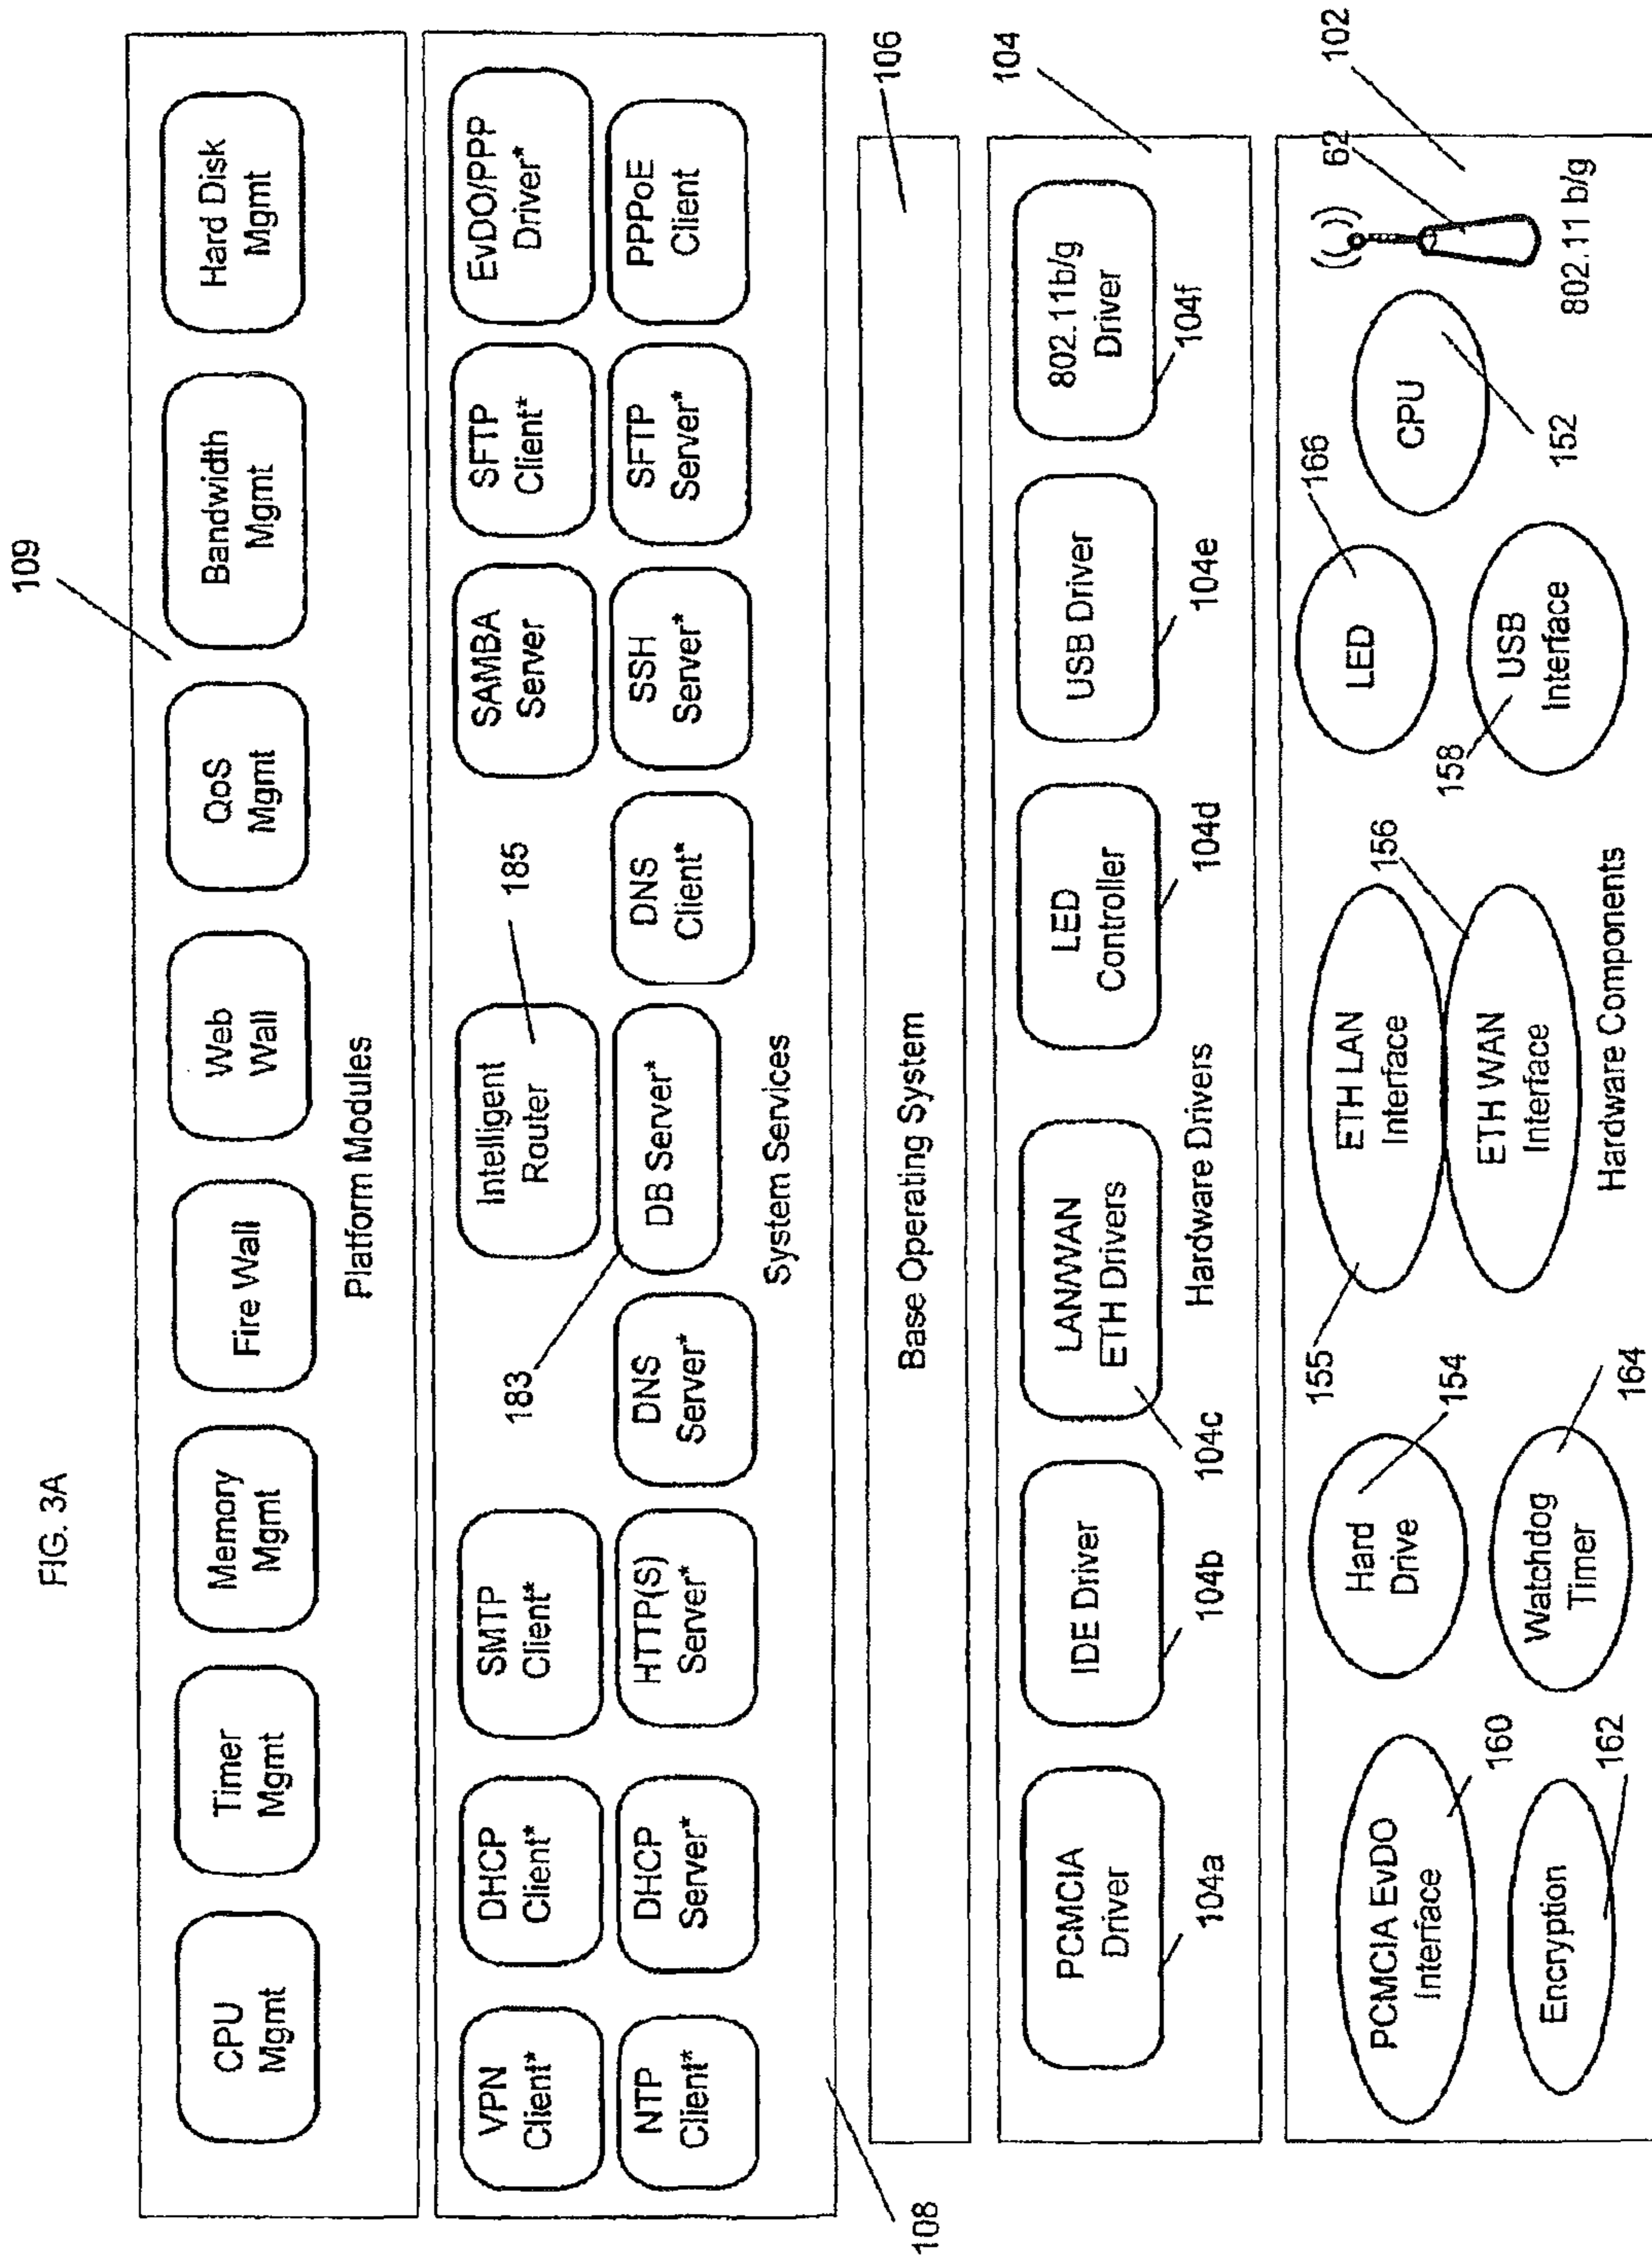 FIG. 3A
109
CPU
Mgmt
Timer
Mgmt
Memory
Mgmt
Fire Wall
Web
Wall
QoS
Mgmt
Bandwidth
Mgmt
Hard Disk
Mgmt
Platform Modules
VPN
Client*
DHCP
Client*
SMTP
Client*
183
Intelligent
Router
185
SAMBA
Server
SFTP
Client*
EvDO/PPP
Driver*
NTP
Client*
DHCP
Server*
HTTP(S)
Server*
DNS
Server*
DB Server*
DNS
Client*
SSH
Server*
SFTP
Server*
PPPoE
Client
System Services
108
Base Operating System
106
104
PCMCIA
Driver
IDE Driver
LAN/WAN
ETH Drivers
LED
Controller
USB Driver
802.11b/g
Driver
104a
104b
104c
104d
104e
104f
Hardware Drivers
102
PCMCIA EvDO
Interface
160
Hard
Drive
154
155
ETH LAN
Interface
156
LED
166
CPU
152
62
Encryption
162
Watchdog
Timer
164
ETH WAN
Interface
158
USB
Interface
802.11 b/g
Hardware Components